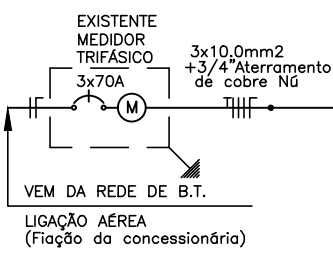 EXISTENTE
MEDIDOR
TRIFÁSICO
3x70A
M
3x10.0mm2
+3/4"Aterramento
de cobre Nú
VEM DA REDE DE B.T.
LIGAÇÃO AÉREA
(Fiação da concessionária)